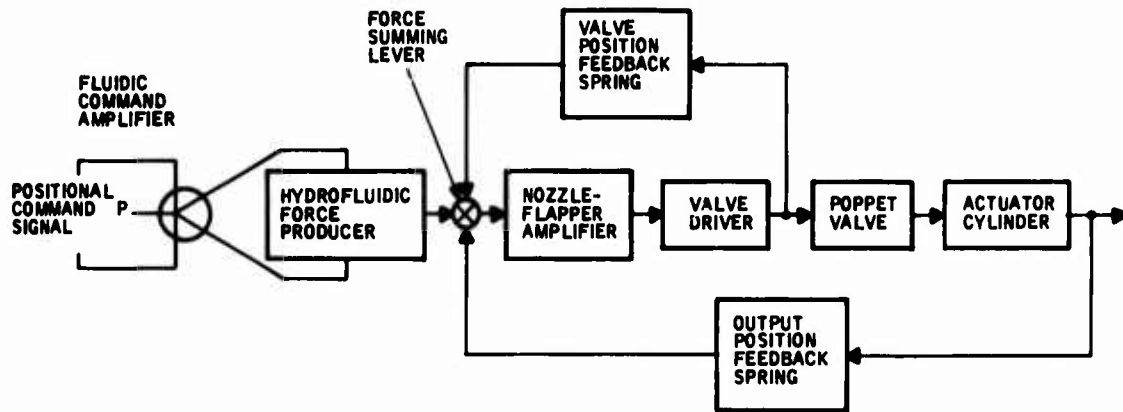 FORCE
SUMMING
LEVER
VALVE
POSITION
FEEDBACK
SPRING
FLUIDIC
COMMAND
AMPLIFIER
POSITIONAL
COMMAND
SIGNAL
P
HYDROFLUIDIC
FORCE
PRODUCER
NOZZLE-
FLAPPER
AMPLIFIER
VALVE
DRIVER
POPPET
VALVE
ACTUATOR
CYLINDER
OUTPUT
POSITION
FEEDBACK
SPRING